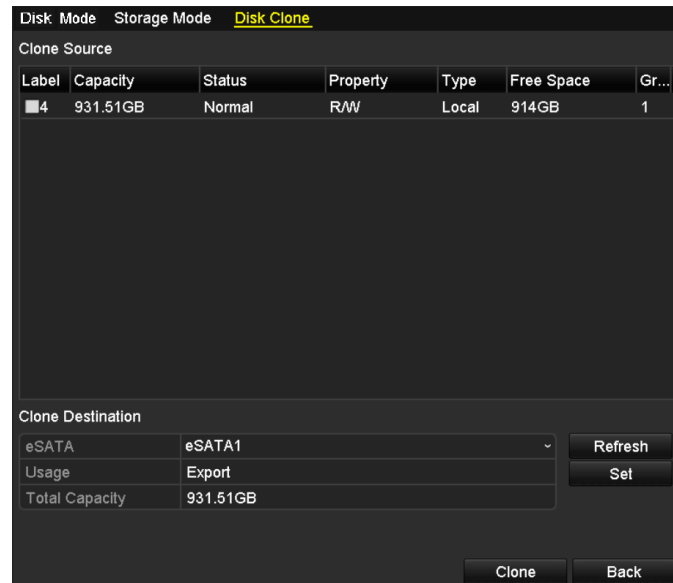 Disk Mode Storage Mode Disk Clone
Clone Source
Label Capacity Status Property Type Free Space Gr...
4 931.51GB Normal R/W Local 914GB 1
Clone Destination
eSATA eSATA1 Refresh
Usage Export Set
Total Capacity 931.51GB
Clone Back